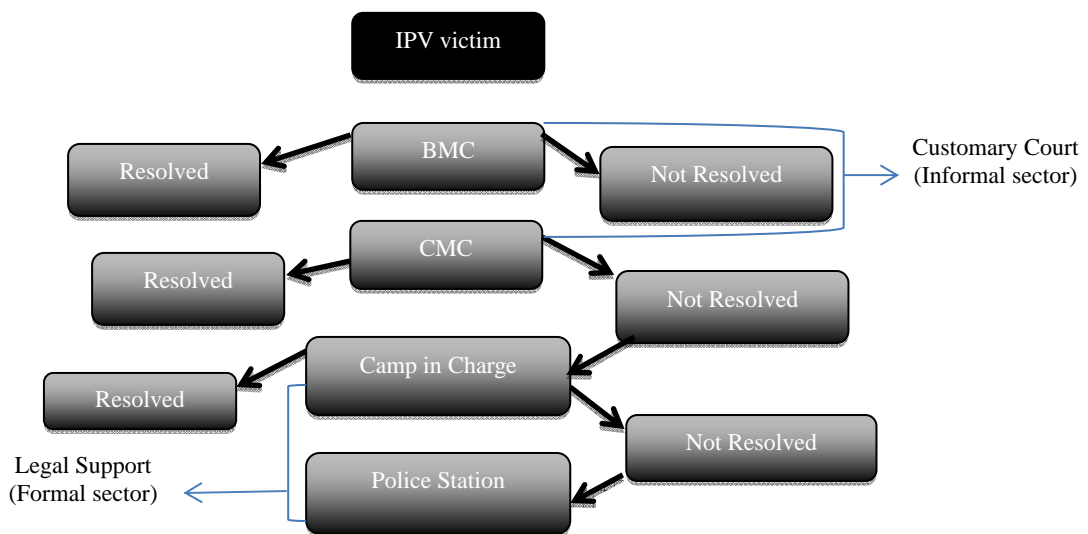 IPV victim
BMC
Resolved
Not Resolved
Customary Court
(Informal sector)
CMC
Resolved
Not Resolved
Camp in Charge
Resolved
Not Resolved
Legal Support
(Formal sector)
Police Station